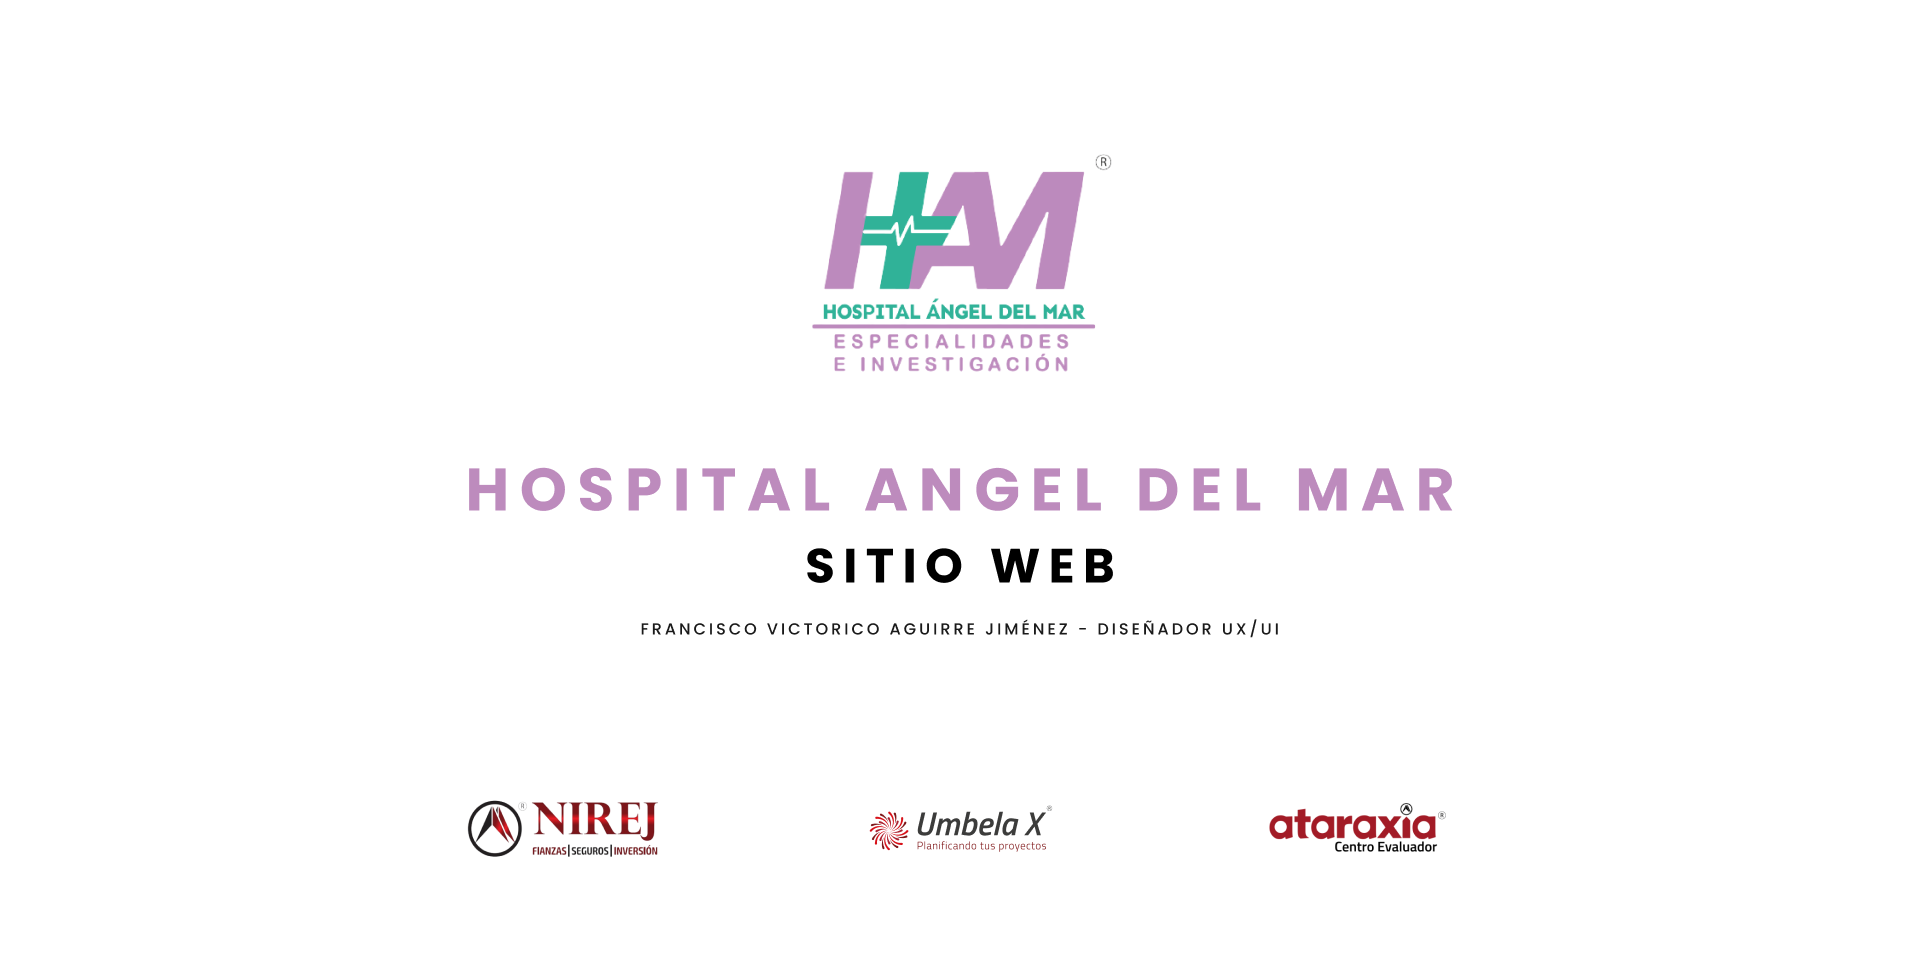 HAM ®
HOSPITAL ÁNGEL DEL MAR
ESPECIALIDADES
E INVESTIGACIÓN
HOSPITAL ANGEL DEL MAR
SITIO WEB
FRANCISCO VICTORICO AGUIRRE JIMÉNEZ - DISEÑADOR UX/UI
® NIREJ
FIANZAS|SEGUROS|INVERSIÓN
Umbela X ®
Planificando tus proyectos
ataraxia ®
Centro Evaluador